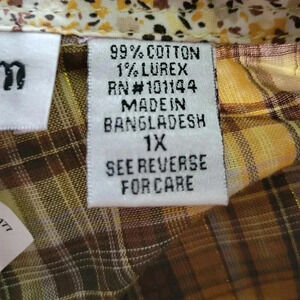 m
99% COTTON
1% LUREX
RN#101144
MADE IN
BANGLADESH
1X
SEE REVERSE
FOR CARE